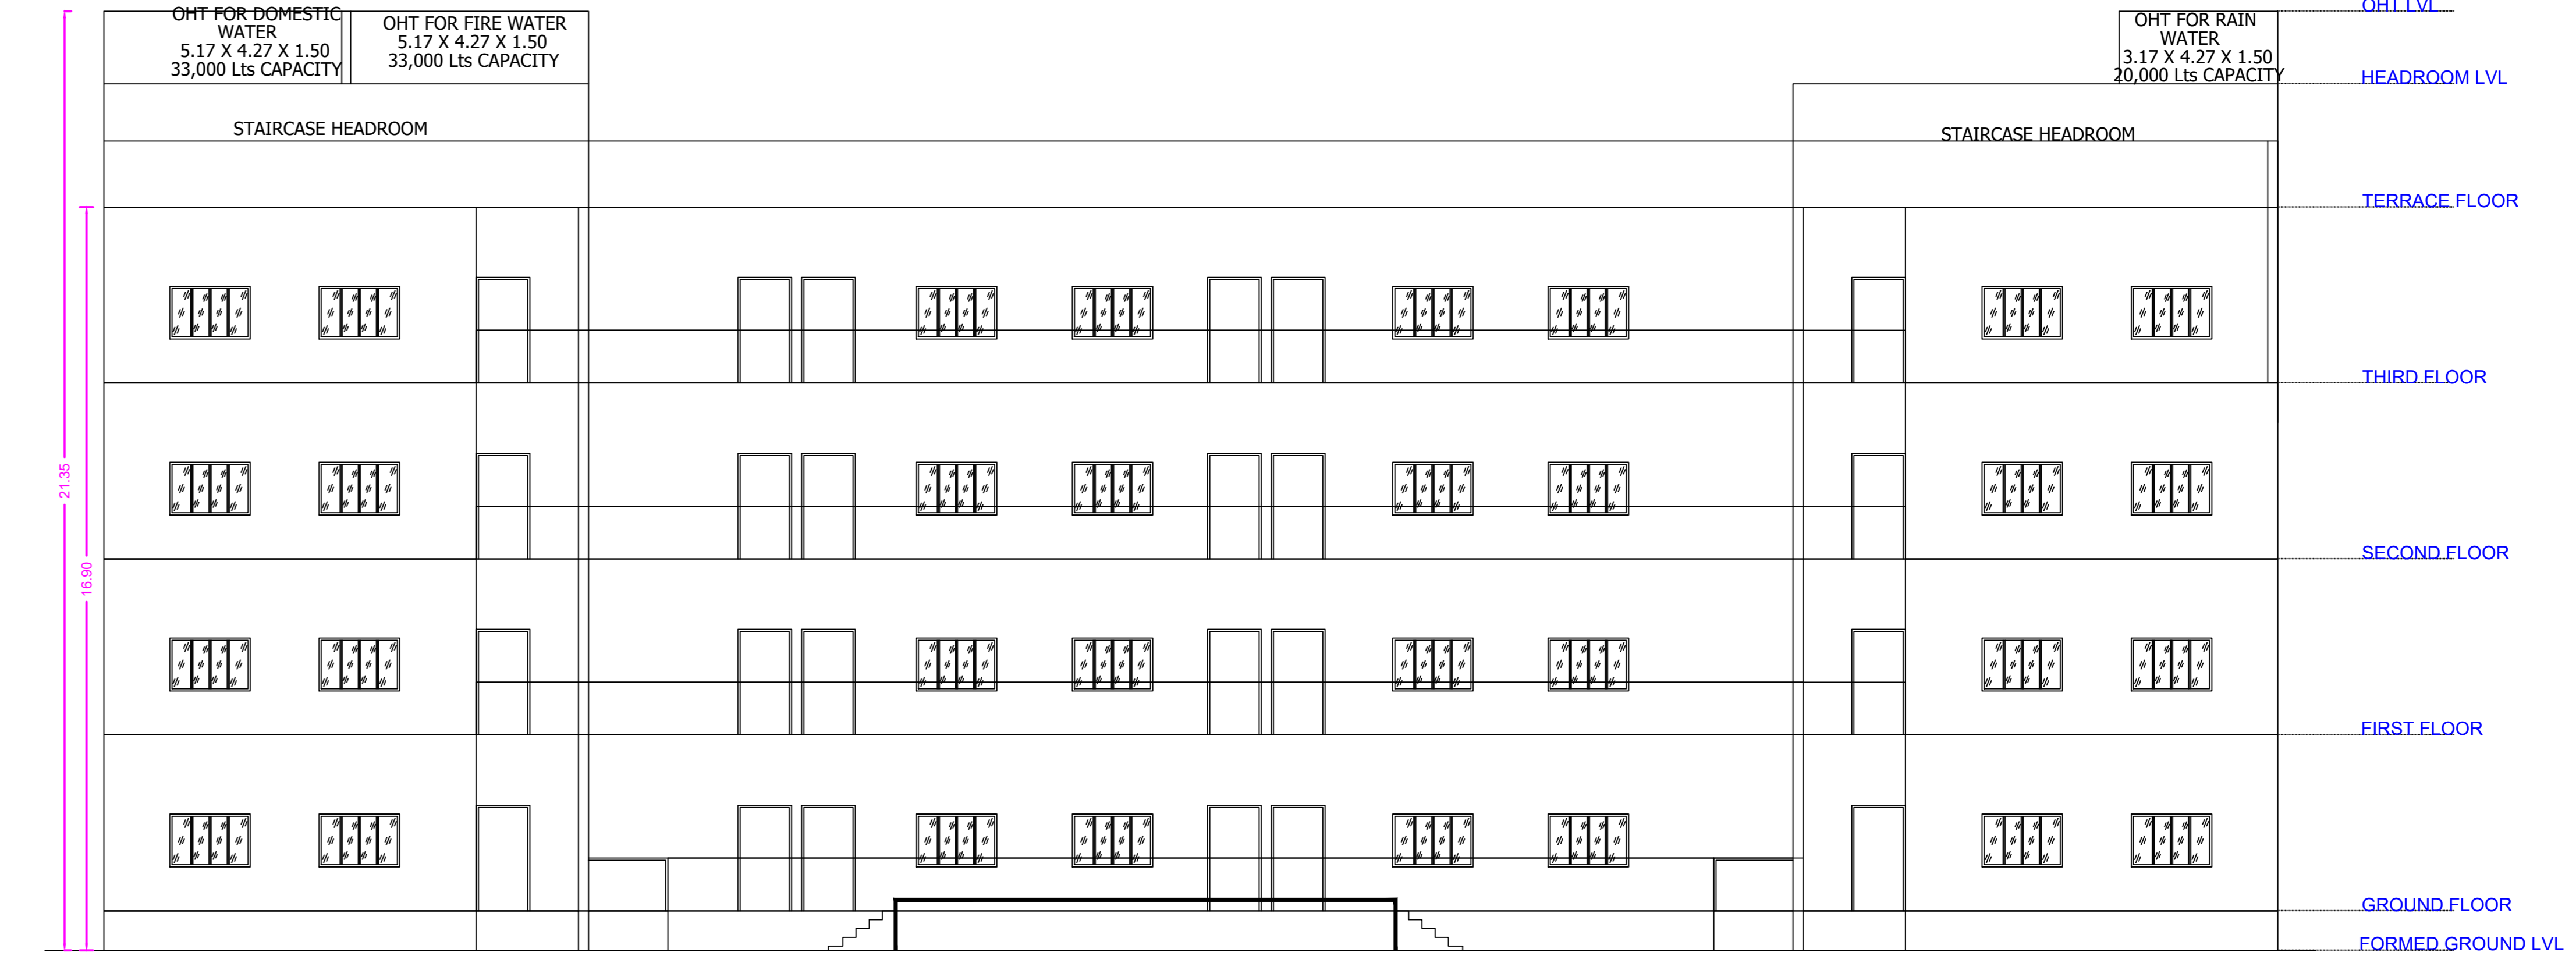 OHT FOR DOMESTIC
WATER
5.17 X 4.27 X 1.50
33,000 Lts CAPACITY
OHT FOR FIRE WATER
5.17 X 4.27 X 1.50
33,000 Lts CAPACITY
OHT FOR RAIN
WATER
3.17 X 4.27 X 1.50
20,000 Lts CAPACITY
OHT LVL
HEADROOM LVL
STAIRCASE HEADROOM
STAIRCASE HEADROOM
TERRACE FLOOR
THIRD FLOOR
21.35
SECOND FLOOR
16.90
FIRST FLOOR
GROUND FLOOR
FORMED GROUND LVL